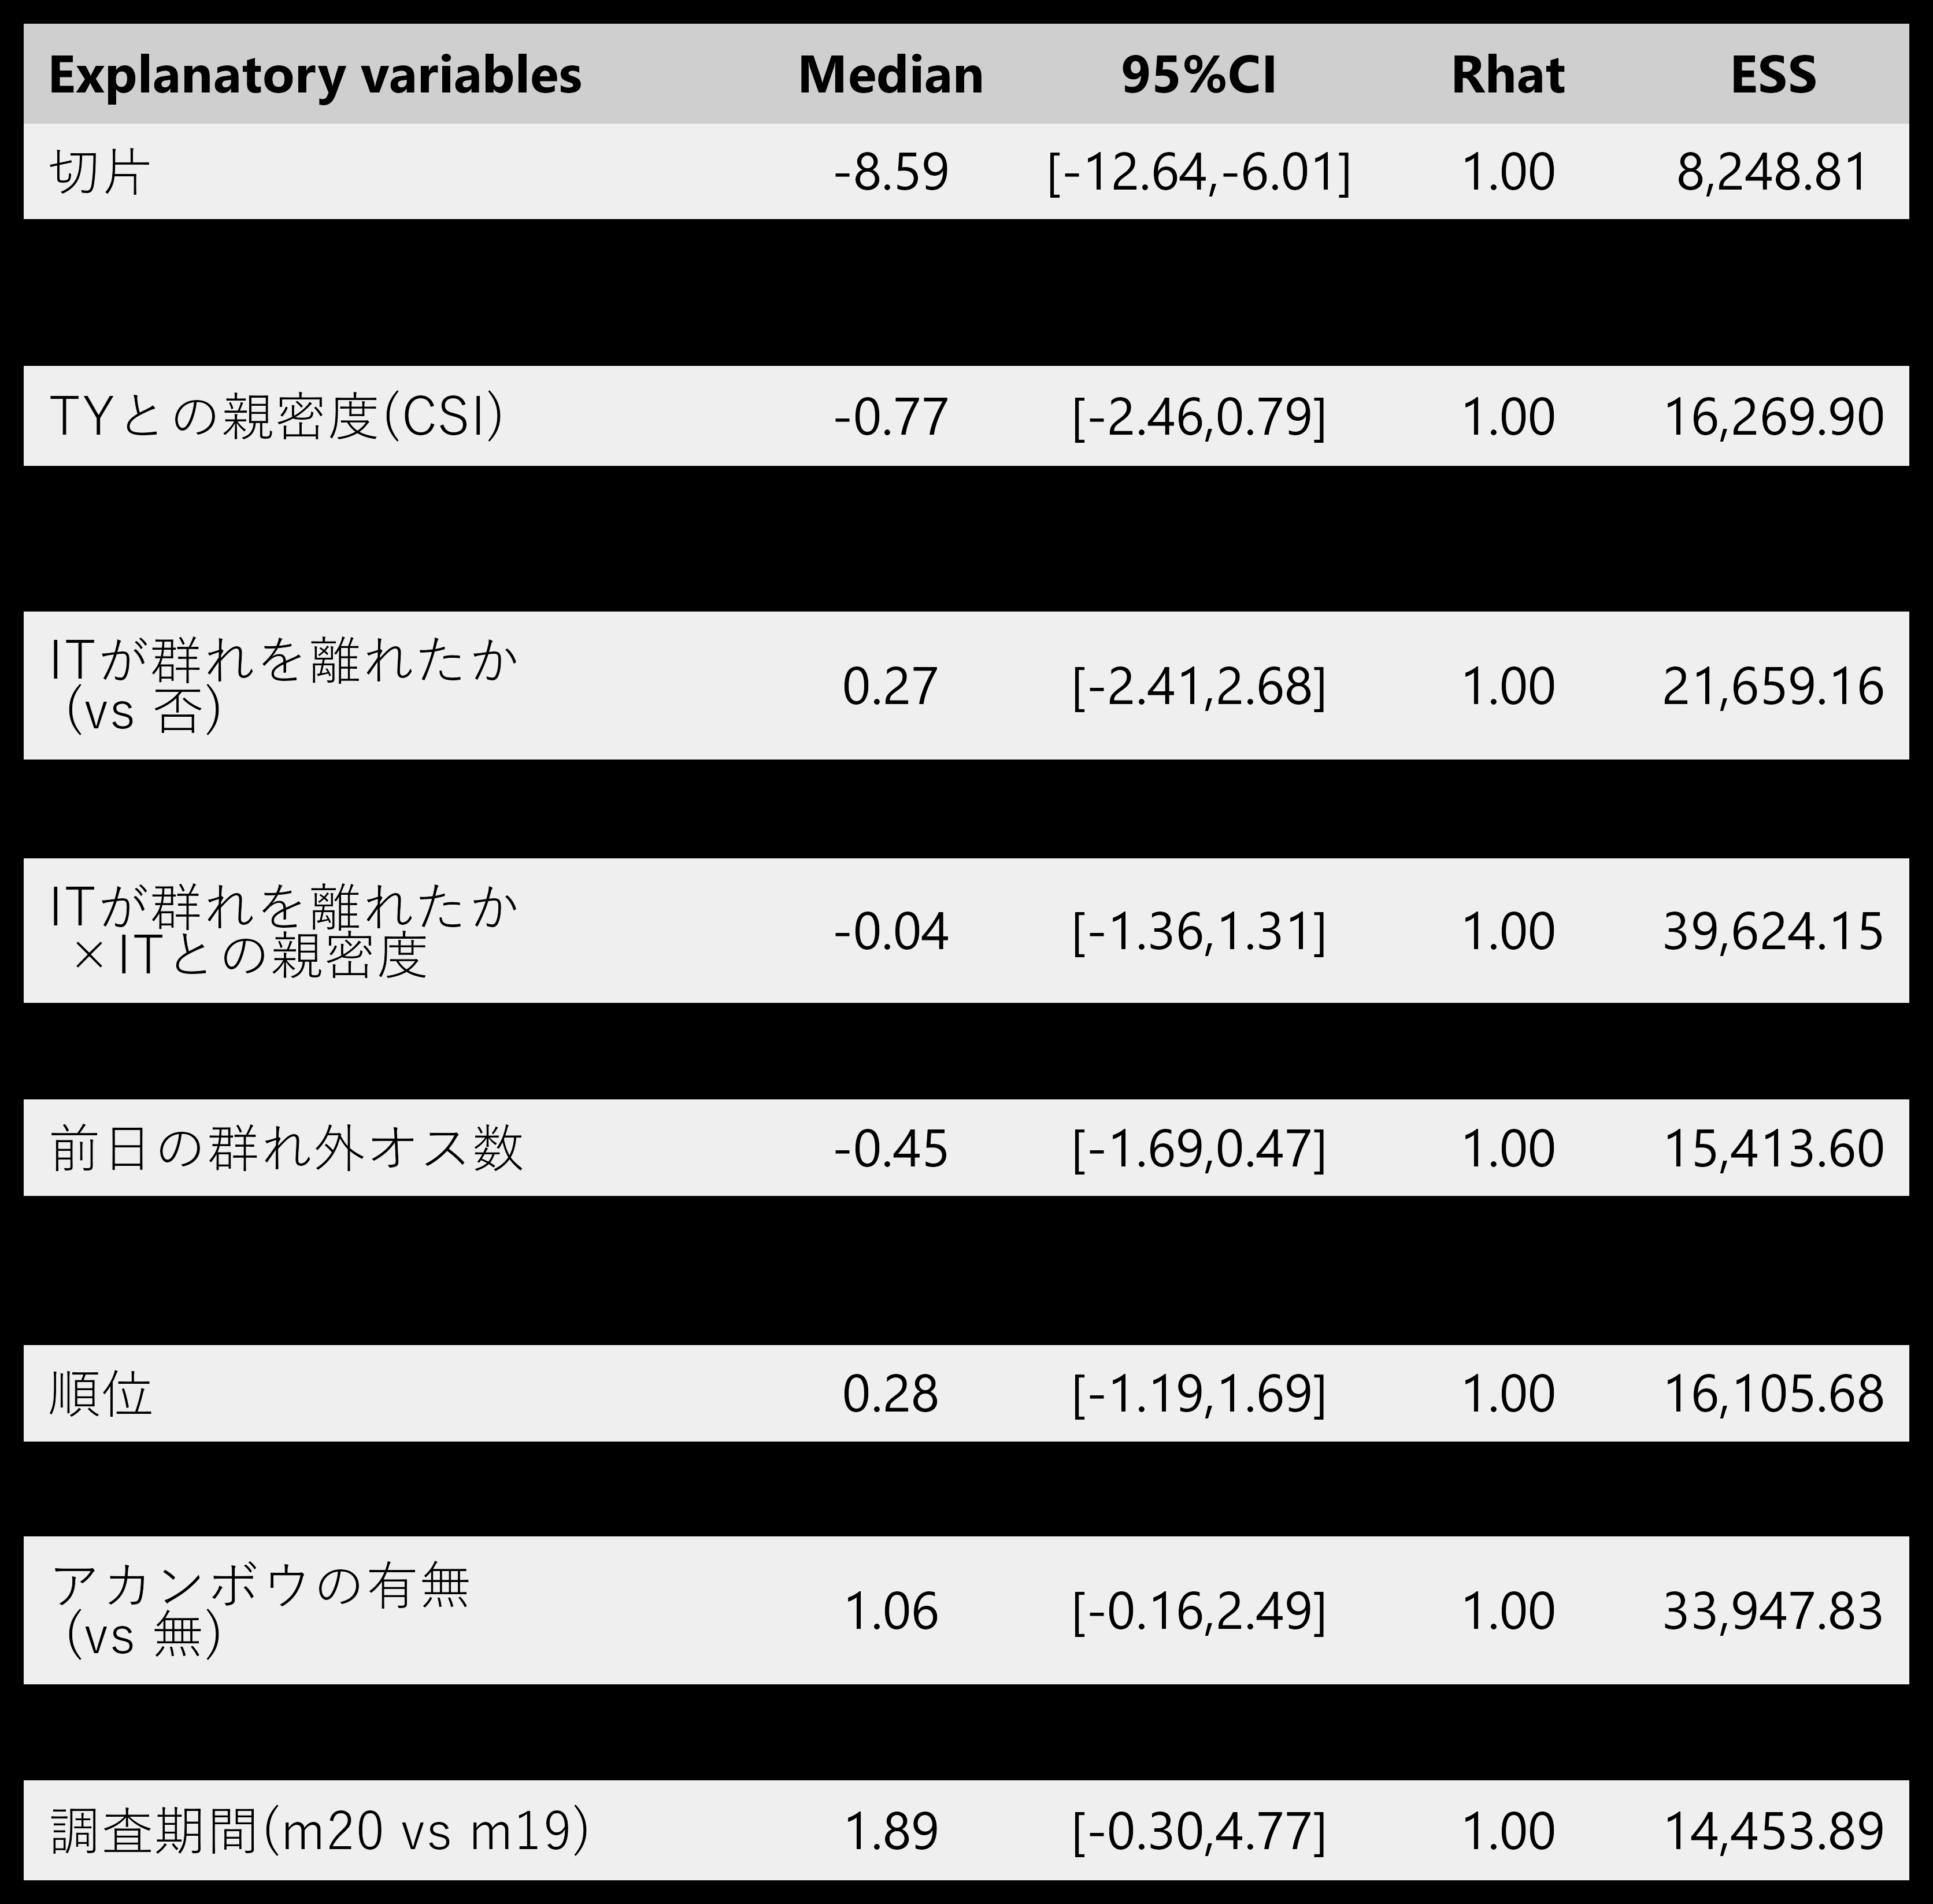 Explanatory variables Median 95%CI Rhat ESS
切片 -8.59 [-12.64,-6.01] 1.00 8,248.81
TYとの親密度(CSI) -0.77 [-2.46,0.79] 1.00 16,269.90
ITが群れを離れたか
(vs 否) 0.27 [-2.41,2.68] 1.00 21,659.16
ITが群れを離れたか
×ITとの親密度 -0.04 [-1.36,1.31] 1.00 39,624.15
前日の群れ外オス数 -0.45 [-1.69,0.47] 1.00 15,413.60
順位 0.28 [-1.19,1.69] 1.00 16,105.68
アカンボウの有無
(vs 無) 1.06 [-0.16,2.49] 1.00 33,947.83
調査期間(m20 vs m19) 1.89 [-0.30,4.77] 1.00 14,453.89